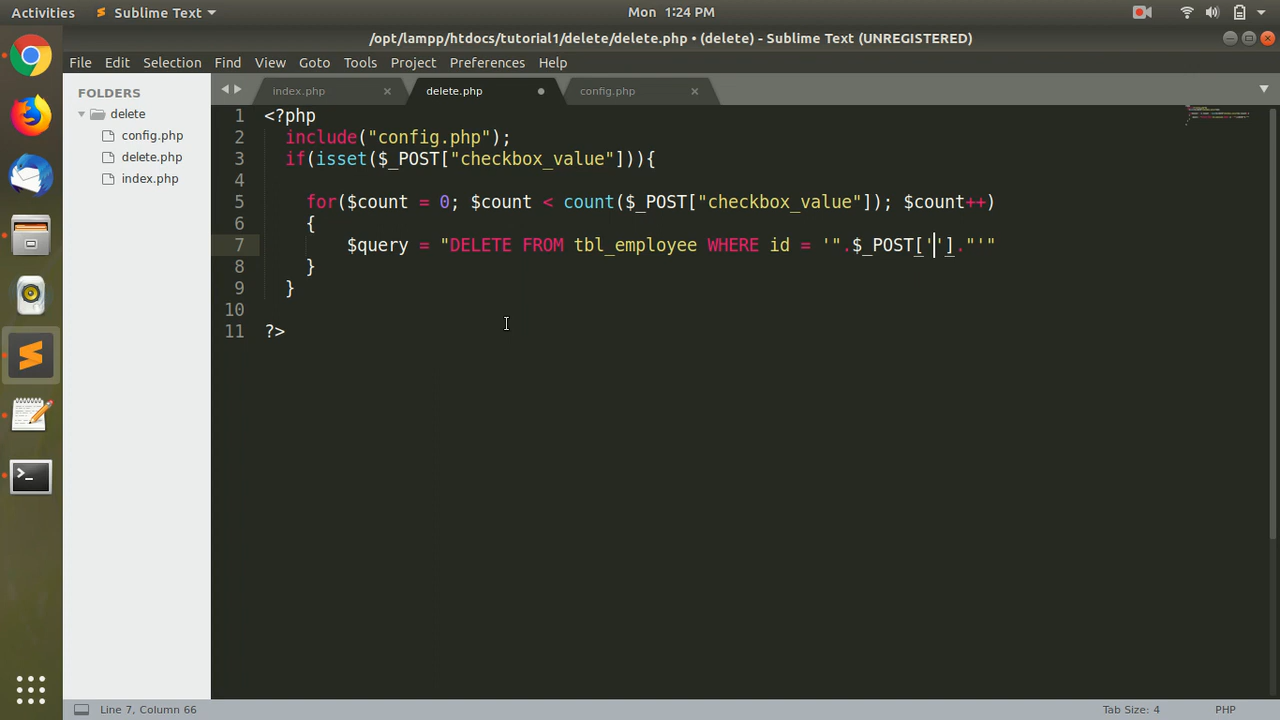 Activities Sublime Text Mon 1:24 PM
/opt/lampp/htdocs/tutorial1/delete/delete.php • (delete) - Sublime Text (UNREGISTERED)
File Edit Selection Find View Goto Tools Project Preferences Help
FOLDERS
delete
config.php
delete.php
index.php
index.php delete.php config.php
1 <?php
2 include("config.php");
3 if(isset($_POST["checkbox_value"])){
4
5 for($count = 0; $count < count($_POST["checkbox_value"]); $count++)
6 {
7 $query = "DELETE FROM tbl_employee WHERE id = '".$_POST['']."'"
8 }
9 }
10
11 ?>
Line 7, Column 66 Tab Size: 4 PHP